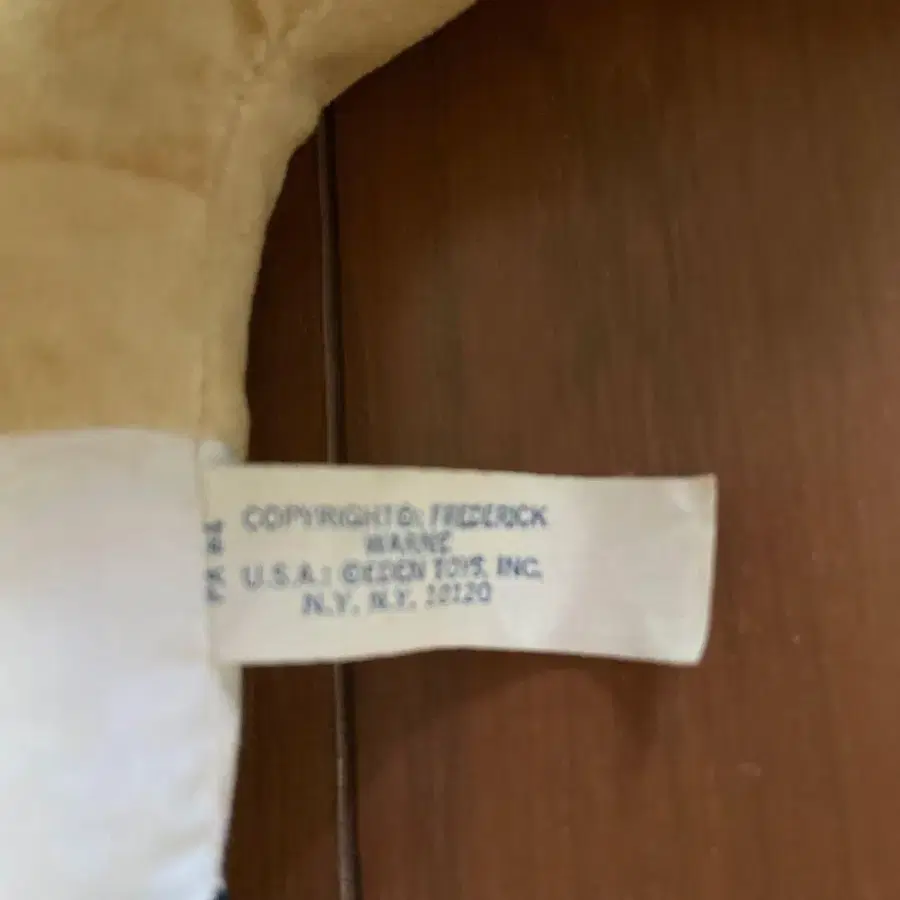 COPYRIGHT © FREDERICK
WARNE
U.S.A.: © EDEN TOYS, INC.
N.Y. N.Y. 10120